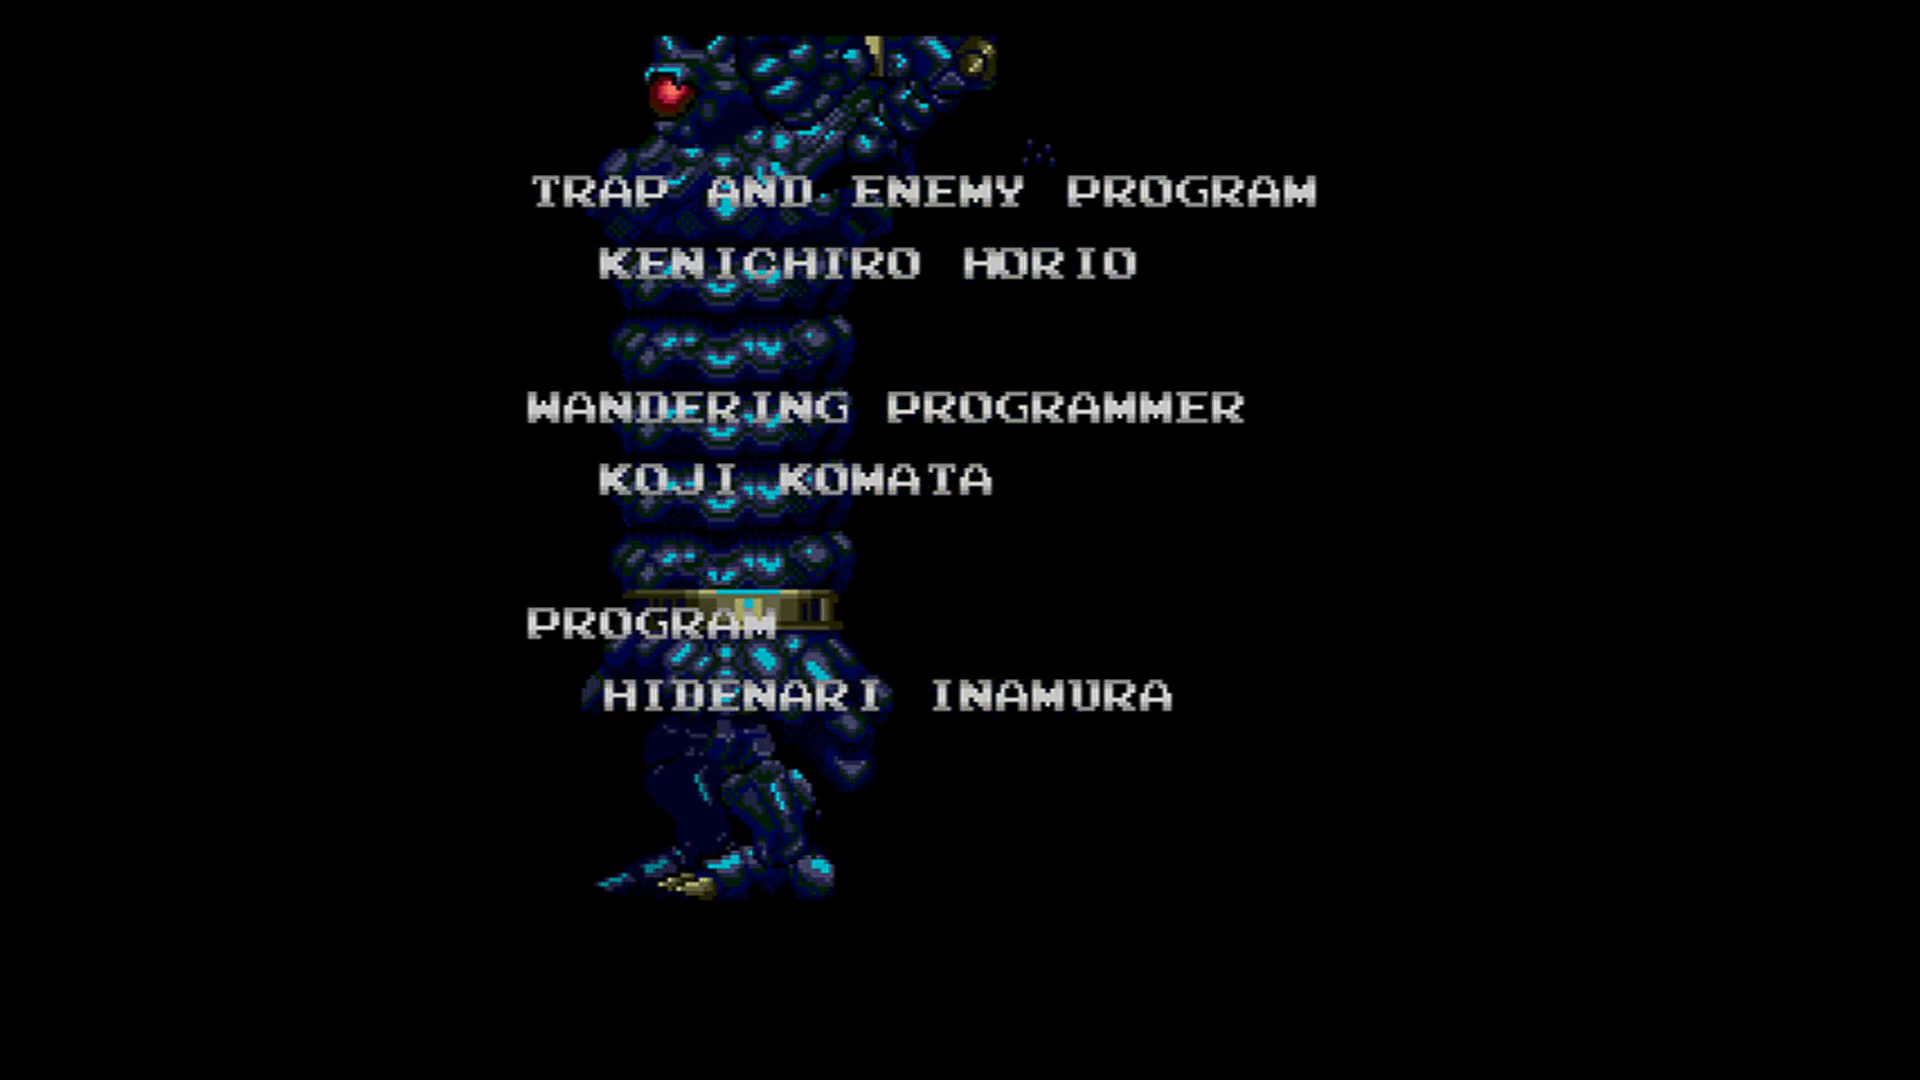 TRAP AND ENEMY PROGRAM
KENICHIRO HORIO
WANDERING PROGRAMMER
KOJI KOMATA
PROGRAM
HIDENARI INAMURA